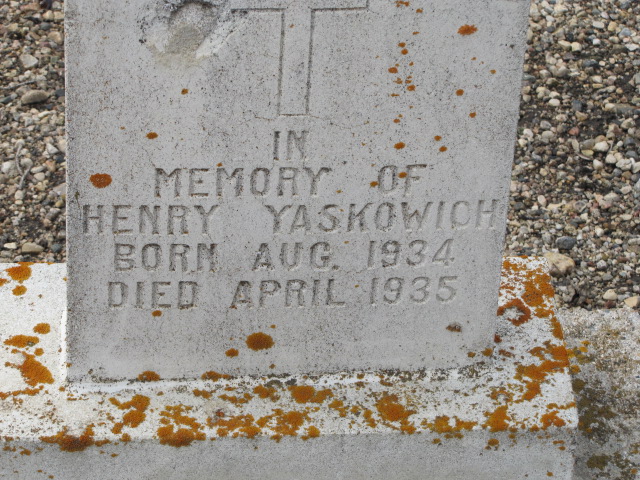 IN
MEMORY OF
HENRY YASKOWICH
BORN AUG. 1934
DIED APRIL 1935